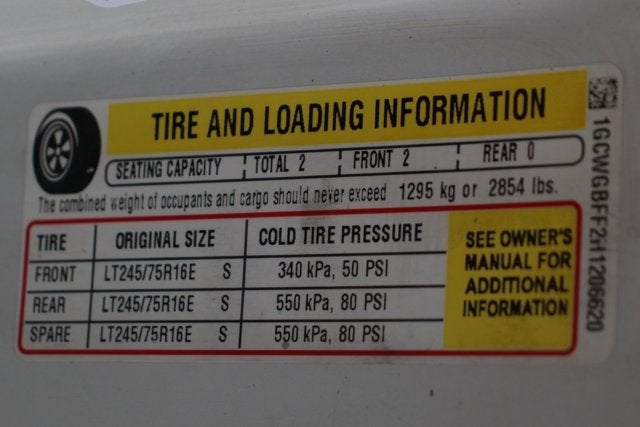 TIRE AND LOADING INFORMATION
SEATING CAPACITY TOTAL 2 FRONT 2 REAR 0
The combined weight of occupants and cargo should never exceed 1295 kg or 2854 lbs.
TIRE ORIGINAL SIZE COLD TIRE PRESSURE
FRONT LT245/75R16E S 340 kPa, 50 PSI
REAR LT245/75R16E S 550 kPa, 80 PSI
SPARE LT245/75R16E S 550 kPa, 80 PSI
SEE OWNER'S
MANUAL FOR
ADDITIONAL
INFORMATION